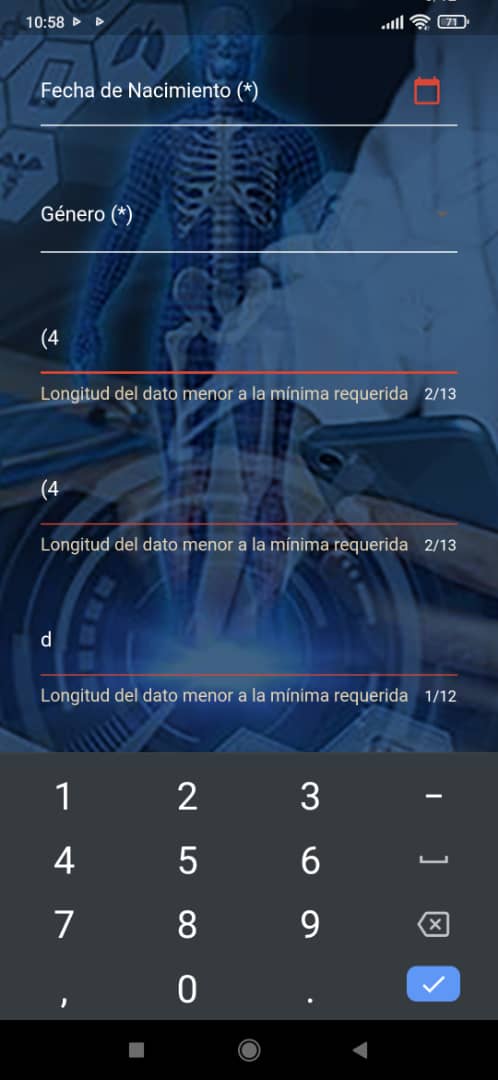 10:58
71
Fecha de Nacimiento (*)
Género (*)
(4
Longitud del dato menor a la mínima requerida 2/13
(4
Longitud del dato menor a la mínima requerida 2/13
d
Longitud del dato menor a la mínima requerida 1/12
1 2 3 –
4 5 6
7 8 9
, 0 .